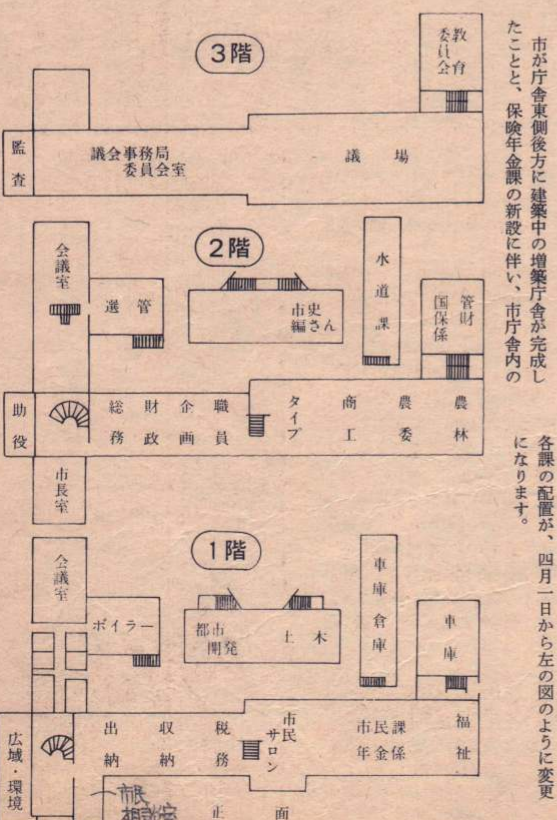 市が庁舎東側後方に建築中の増築庁舎が完成し
たことと、保険年金課の新設に伴い、市庁舎内の
各課の配置が、四月一日から左の図のように変更
になります。
3階
教育
委員会
監査
議会事務局
委員会室
議場
2階
会議室
選管
市史
編さん
水道課
管財
国保係
助役
総務
財政
企画
職員
タイプ
商工
農委
農林
市長室
1階
会議室
ボイラー
都市
開発
土木
車庫倉庫
車庫
広域・環境
出納
収納
税務
市民
サロン
市民課
年金係
福祉
市民
相談室
正面